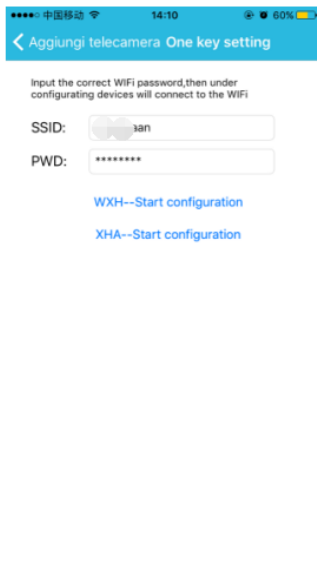 中国移动 14:10 60%
Aggiungi telecamera One key setting
Input the correct WIFi password,then under
configurating devices will connect to the WIFi
SSID: aan
PWD: ********
WXH--Start configuration
XHA--Start configuration